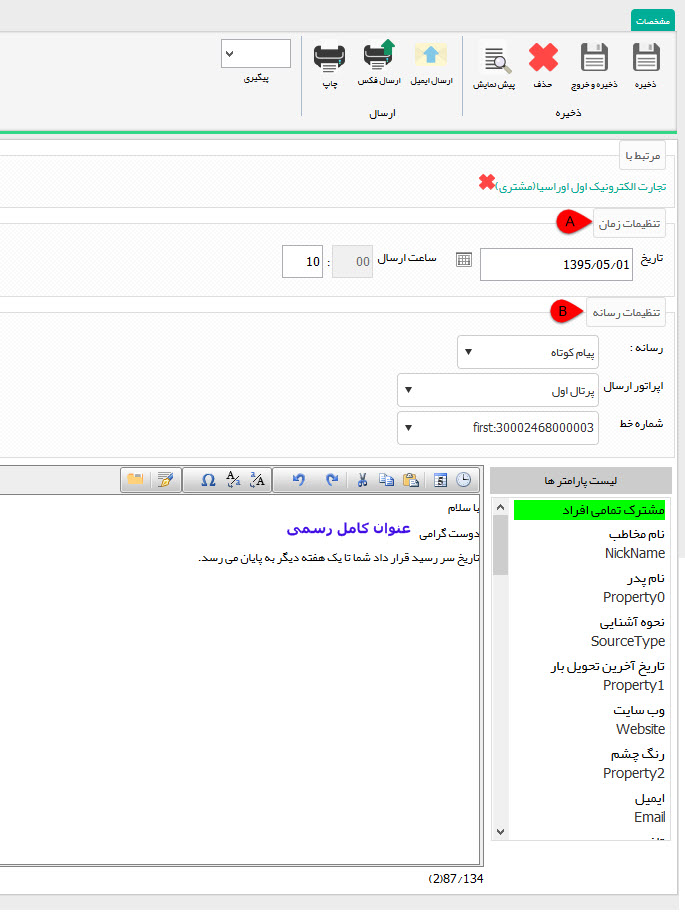 مشخصات
ذخیره
ذخیره و خروج
حذف
پیش نمایش
ذخیره
ارسال ایمیل
ارسال فکس
چاپ
ارسال
پیگیری
مرتبط با
تجارت الکترونیک اول اوراسیا(مشتری)
تنظیمات زمان
A
تاریخ
1395/05/01
ساعت ارسال
00 : 10
تنظیمات رسانه
B
رسانه :
پیام کوتاه
اپراتور ارسال
پرتال اول
شماره خط
first:30002468000003
لیست پارامتر ها
مشترک تمامی افراد
نام مخاطب
NickName
نام پدر
Property0
نحوه آشنایی
SourceType
تاریخ آخرین تحویل بار
Property1
وب سایت
Website
رنگ چشم
Property2
ایمیل
Email
با سلام
دوست گرامی عنوان کامل رسمی
تاریخ سر رسید قرار داد شما تا یک هفته دیگر به پایان می رسد.
87/134(2)